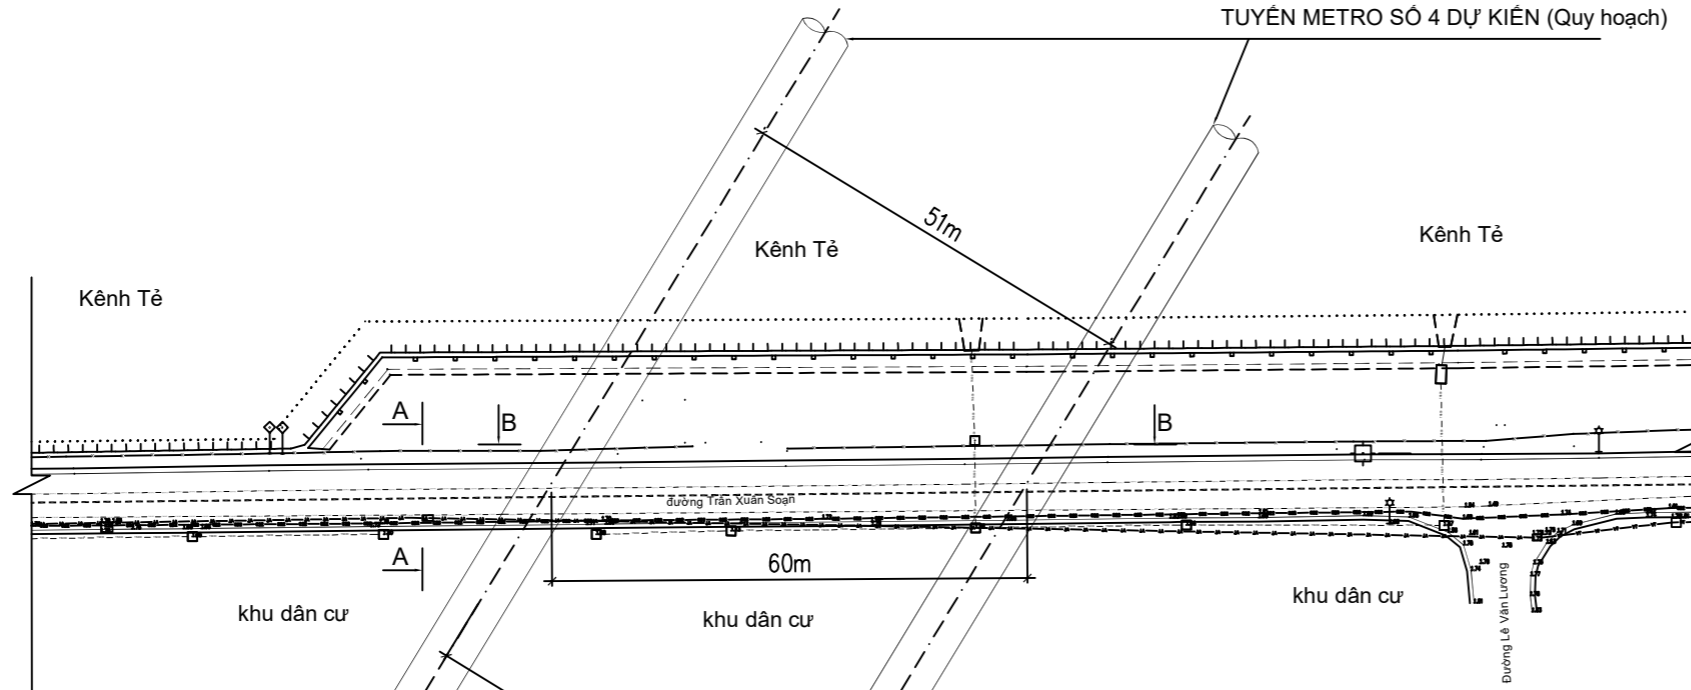 TUYẾN METRO SỐ 4 DỰ KIẾN (Quy hoạch)
51m
Kênh Tẻ
Kênh Tẻ
Kênh Tẻ
A
B
B
đường Trần Xuân Soạn
A
60m
khu dân cư
khu dân cư
khu dân cư
Đường Lê Văn Lương